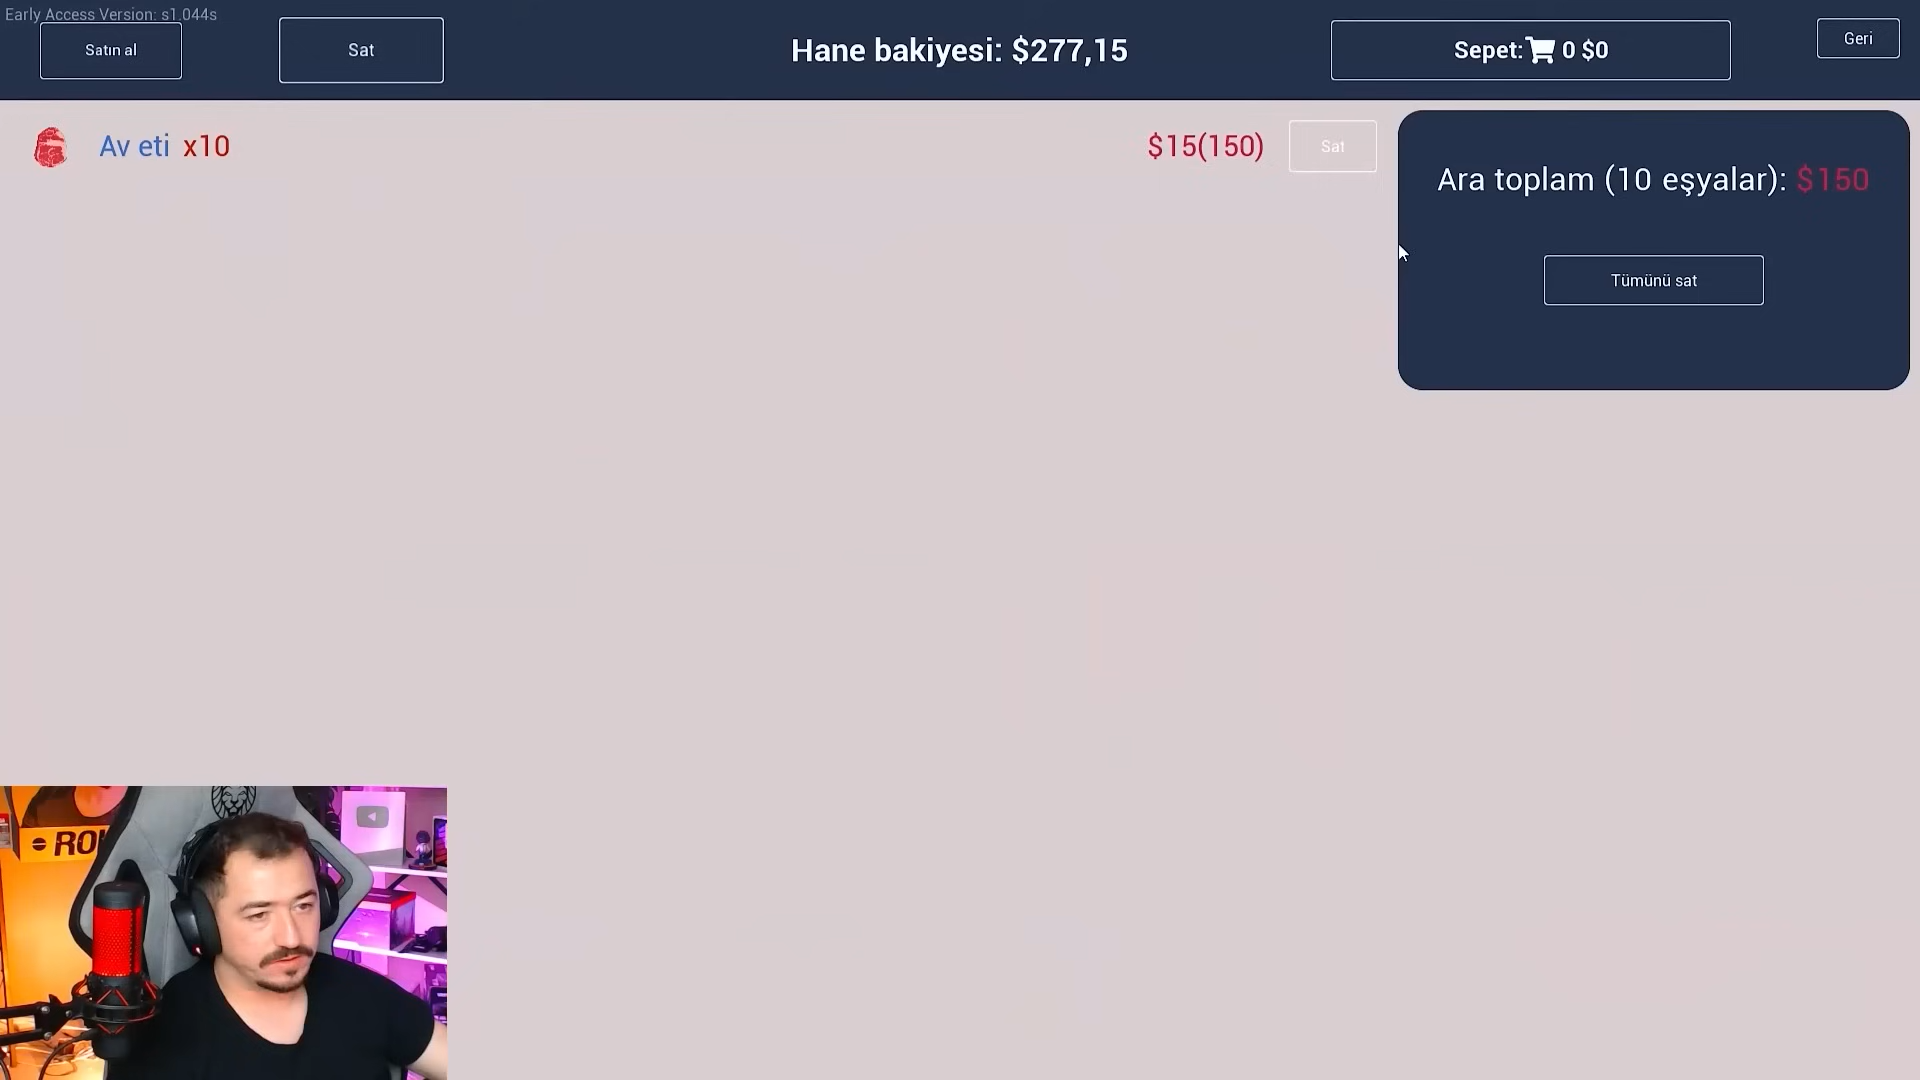 Early Access Version: s1.044s
Satın al
Sat
Hane bakiyesi: $277,15
Sepet: 0 $0
Geri
Av eti x10
$15(150)
Sat
Ara toplam (10 eşyalar): $150
Tümünü sat